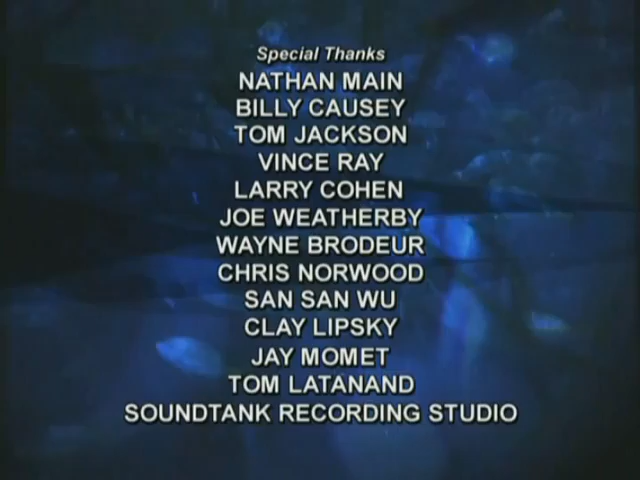 Special Thanks
NATHAN MAIN
BILLY CAUSEY
TOM JACKSON
VINCE RAY
LARRY COHEN
JOE WEATHERBY
WAYNE BRODEUR
CHRIS NORWOOD
SAN SAN WU
CLAY LIPSKY
JAY MOMET
TOM LATANAND
SOUNDTANK RECORDING STUDIO